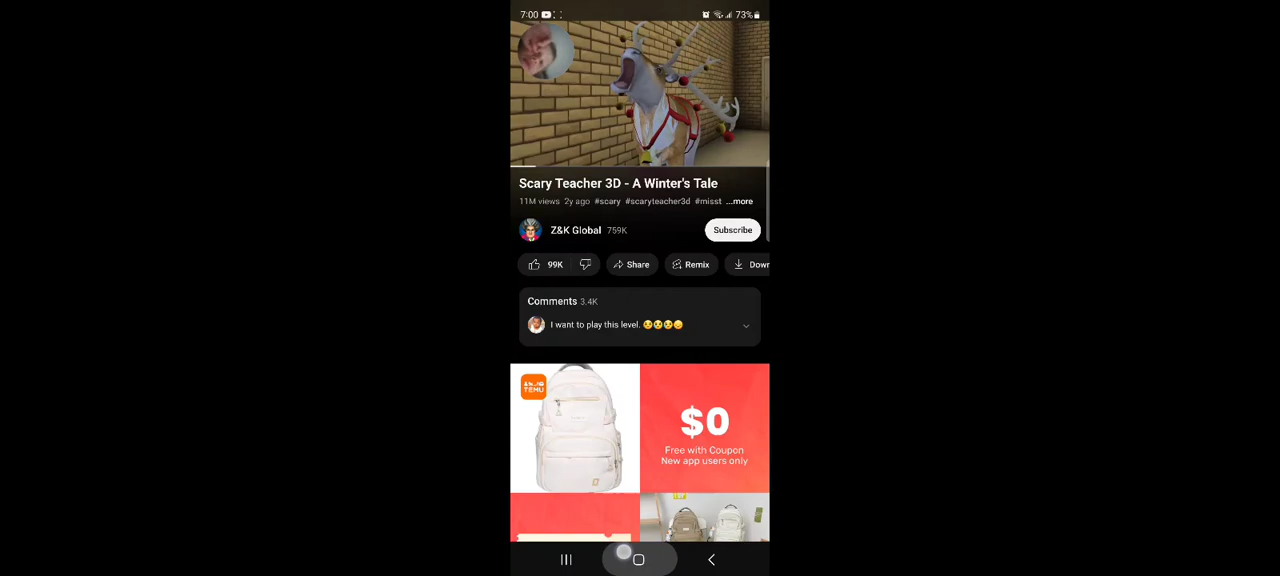 7:00
73%
Scary Teacher 3D - A Winter's Tale
11M views 2y ago #scary #scaryteacher3d #misst ...more
Z&K Global 759K
Subscribe
99K
Share
Remix
Down
Comments 3.4K
I want to play this level. 😢😢😢😞
TEMU
$0
Free with Coupon
New app users only